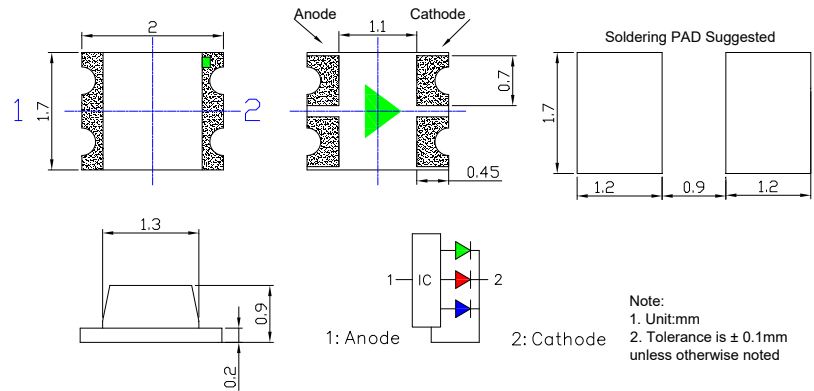 2
1
1.7
2
Anode
Cathode
1.1
0.7
0.45
Soldering PAD Suggested
1.7
1.2
0.9
1.2
1.3
0.9
0.2
1
IC
2
1: Anode
2: Cathode
Note:
1. Unit:mm
2. Tolerance is ± 0.1mm
unless otherwise noted